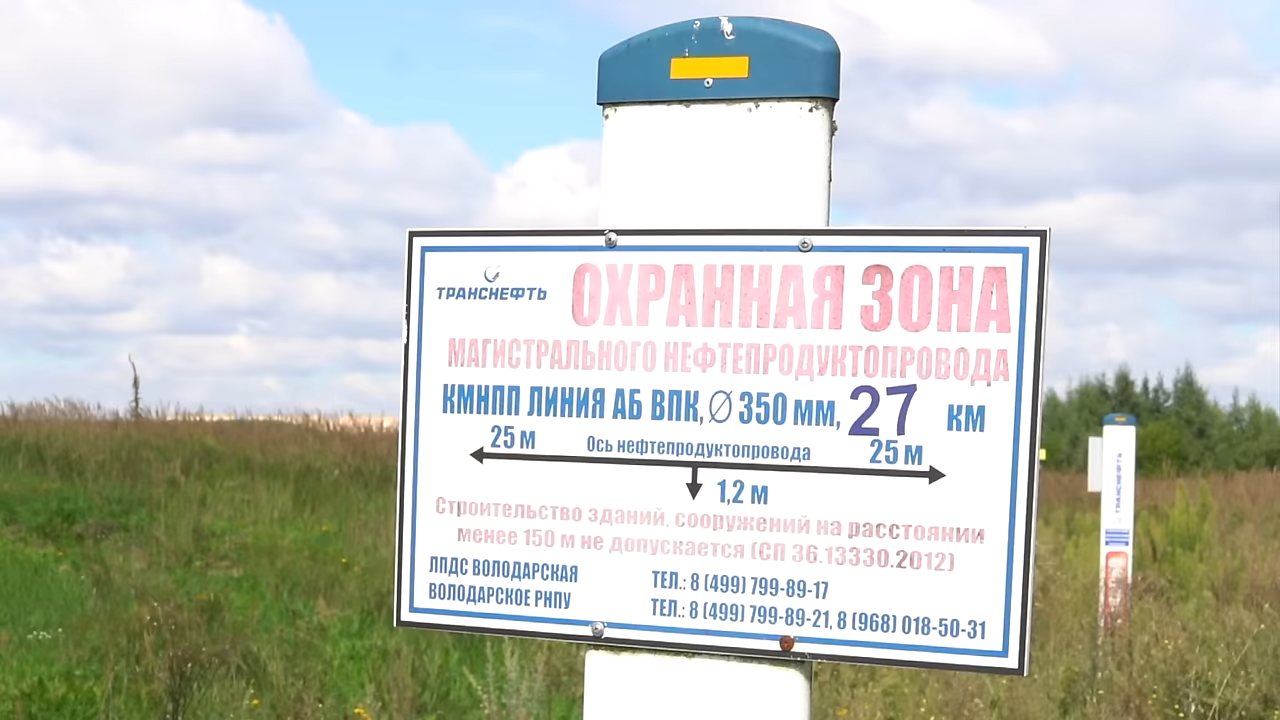 ТРАНСНЕФТЬ
ОХРАННАЯ ЗОНА
МАГИСТРАЛЬНОГО НЕФТЕПРОДУКТОПРОВОДА
КМНПП ЛИНИЯ АБ ВПК, Ø 350 ММ, 27 КМ
25 М 25 М
Ось нефтепродуктопровода
1,2 М
Строительство зданий, сооружений на расстоянии
менее 150 м не допускается (СП 36.13330.2012)
ЛПДС ВОЛОДАРСКАЯ
ВОЛОДАРСКОЕ РНПУ
ТЕЛ.: 8 (499) 799-89-17
ТЕЛ.: 8 (499) 799-89-21, 8 (968) 018-50-31
ТРАНСНЕФТЬ